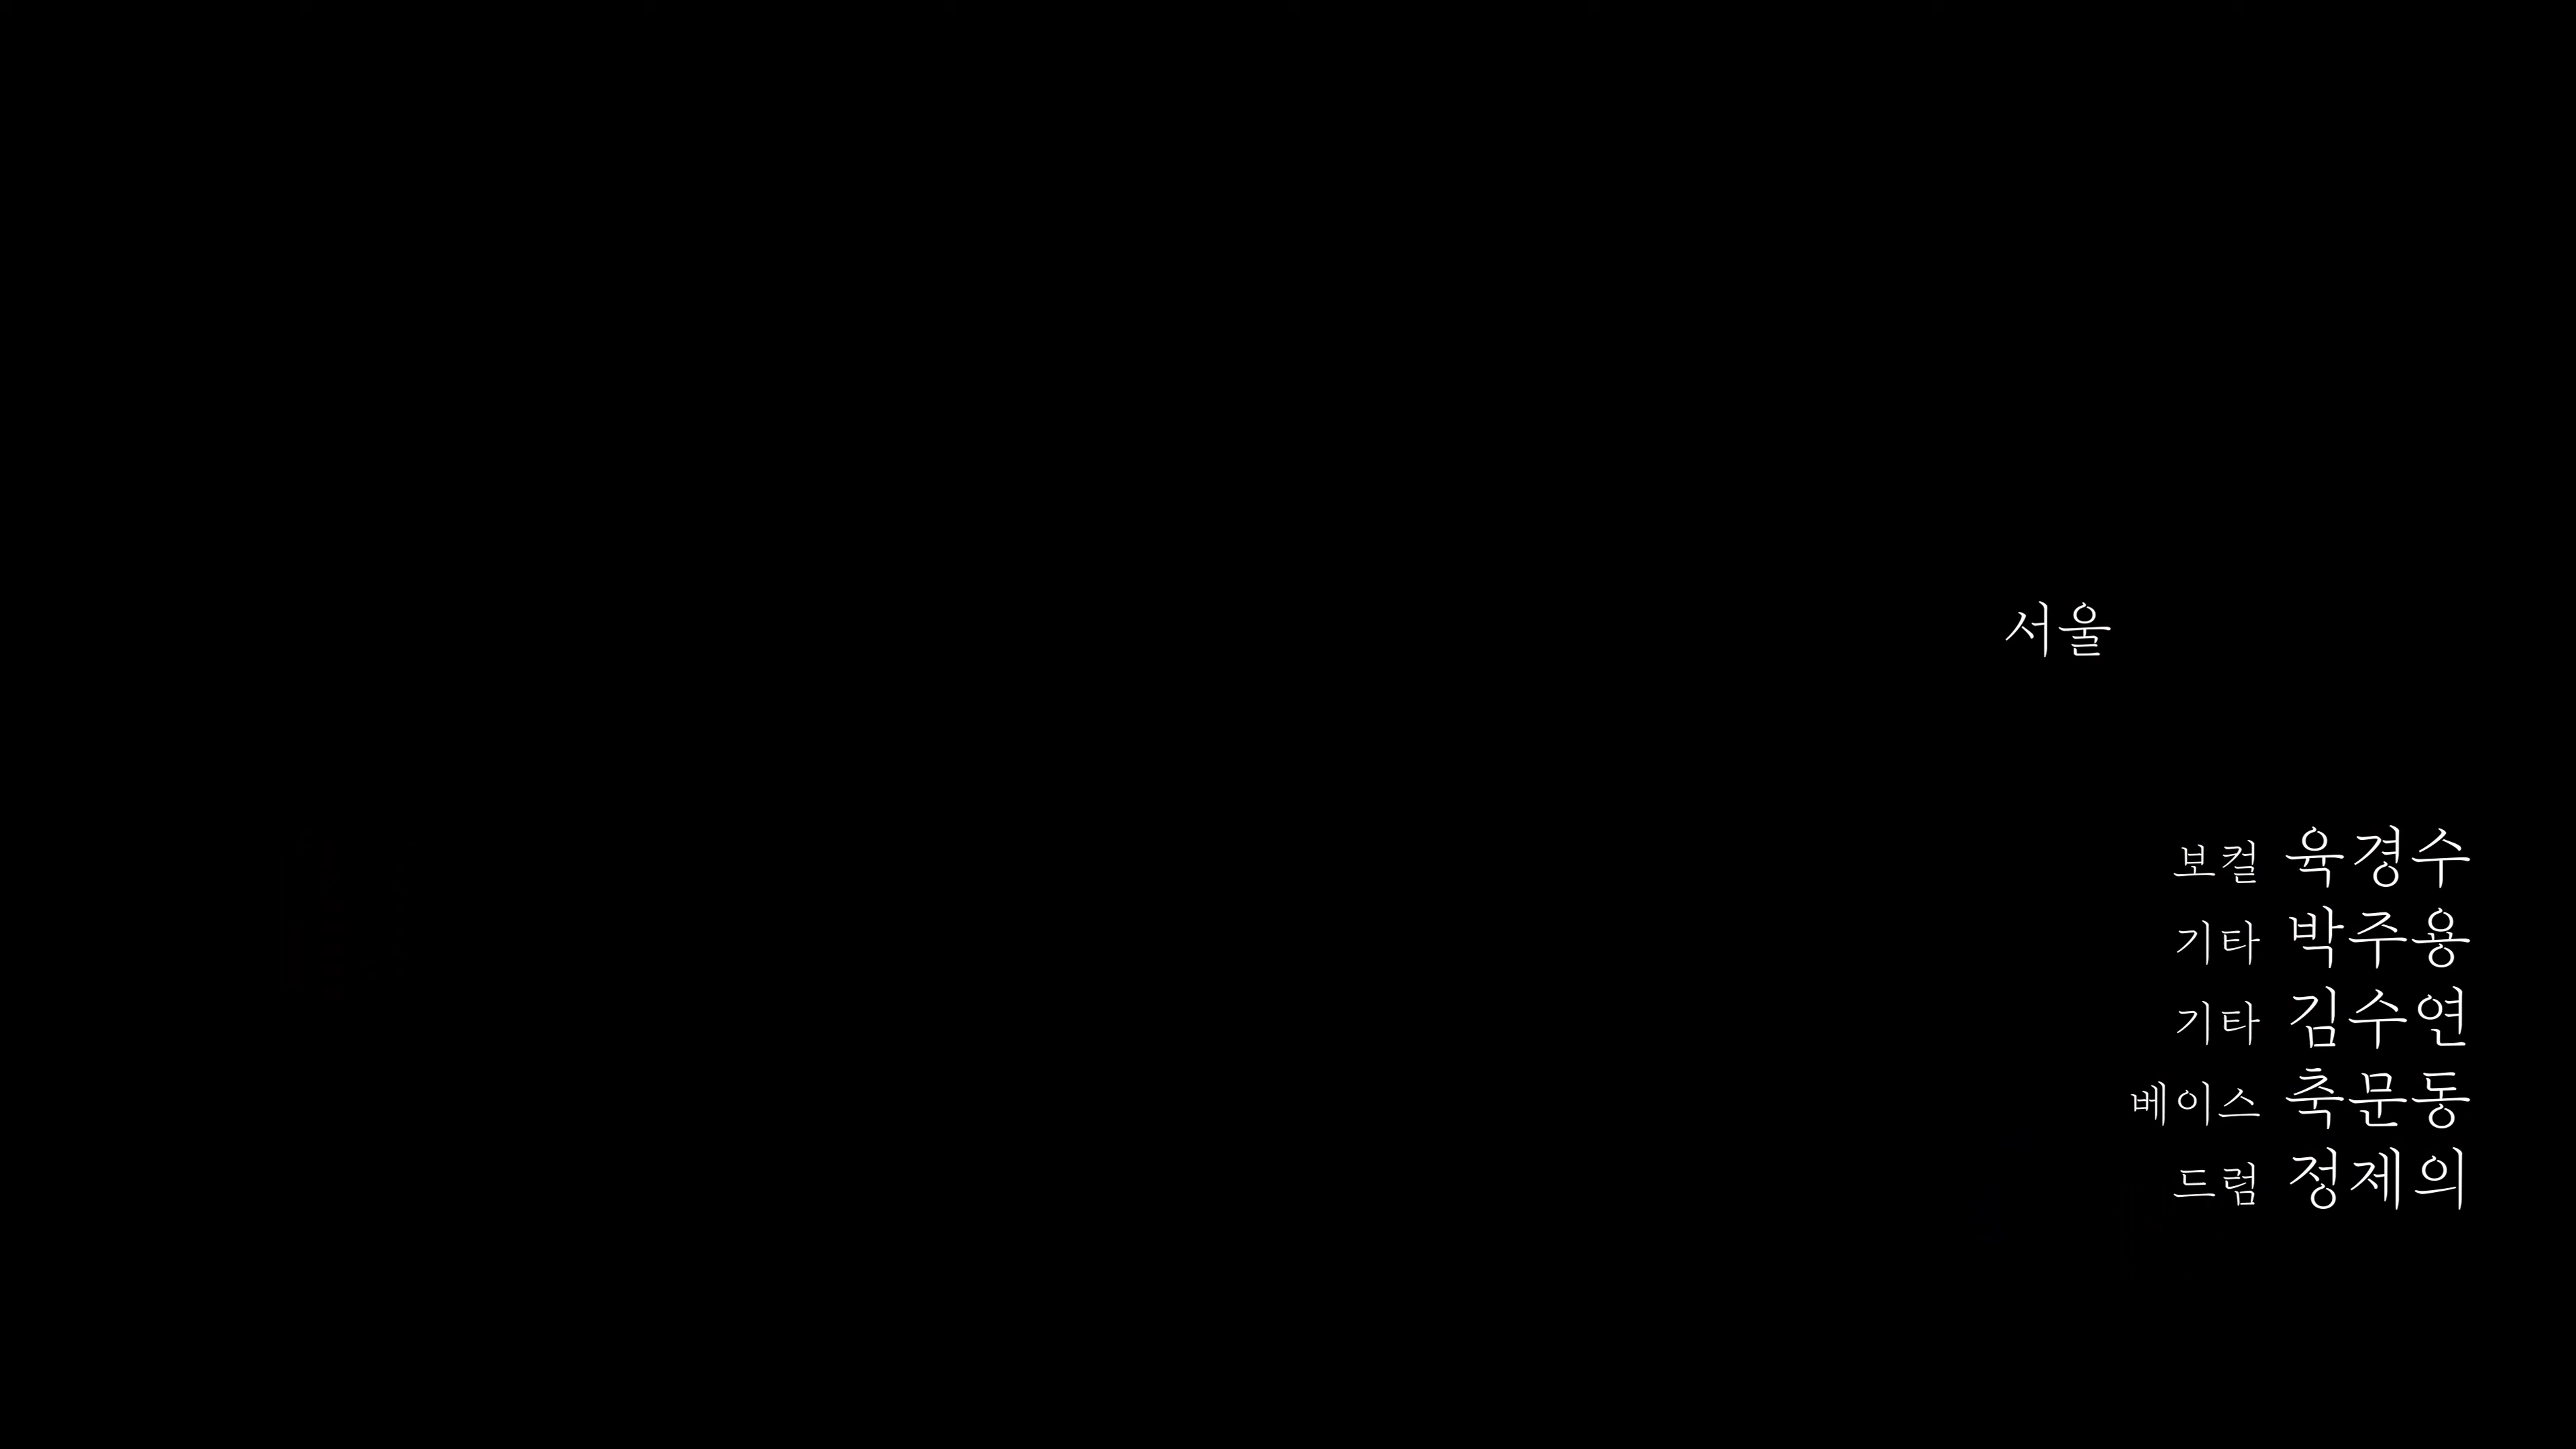 서울
보컬 육경수
기타 박주용
기타 김수연
베이스 축문동
드럼 정제의